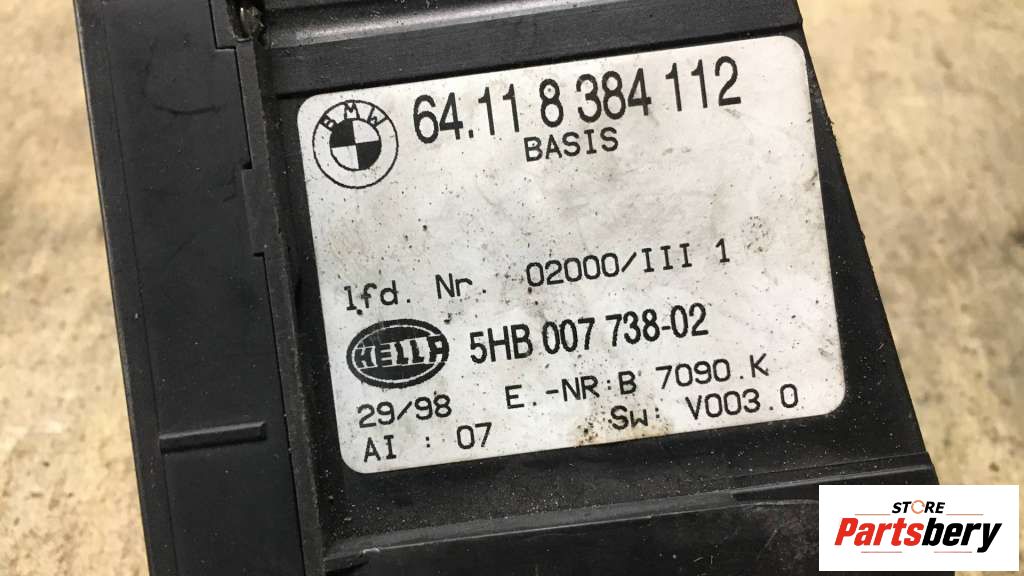 BMW
64.11 8 384 112
BASIS
lfd. Nr. 02000/III 1
HELLA
5HB 007 738-02
29/98 E.-NR:B 7090.K
AI : 07 SW: V003.0
STORE
Partsbery